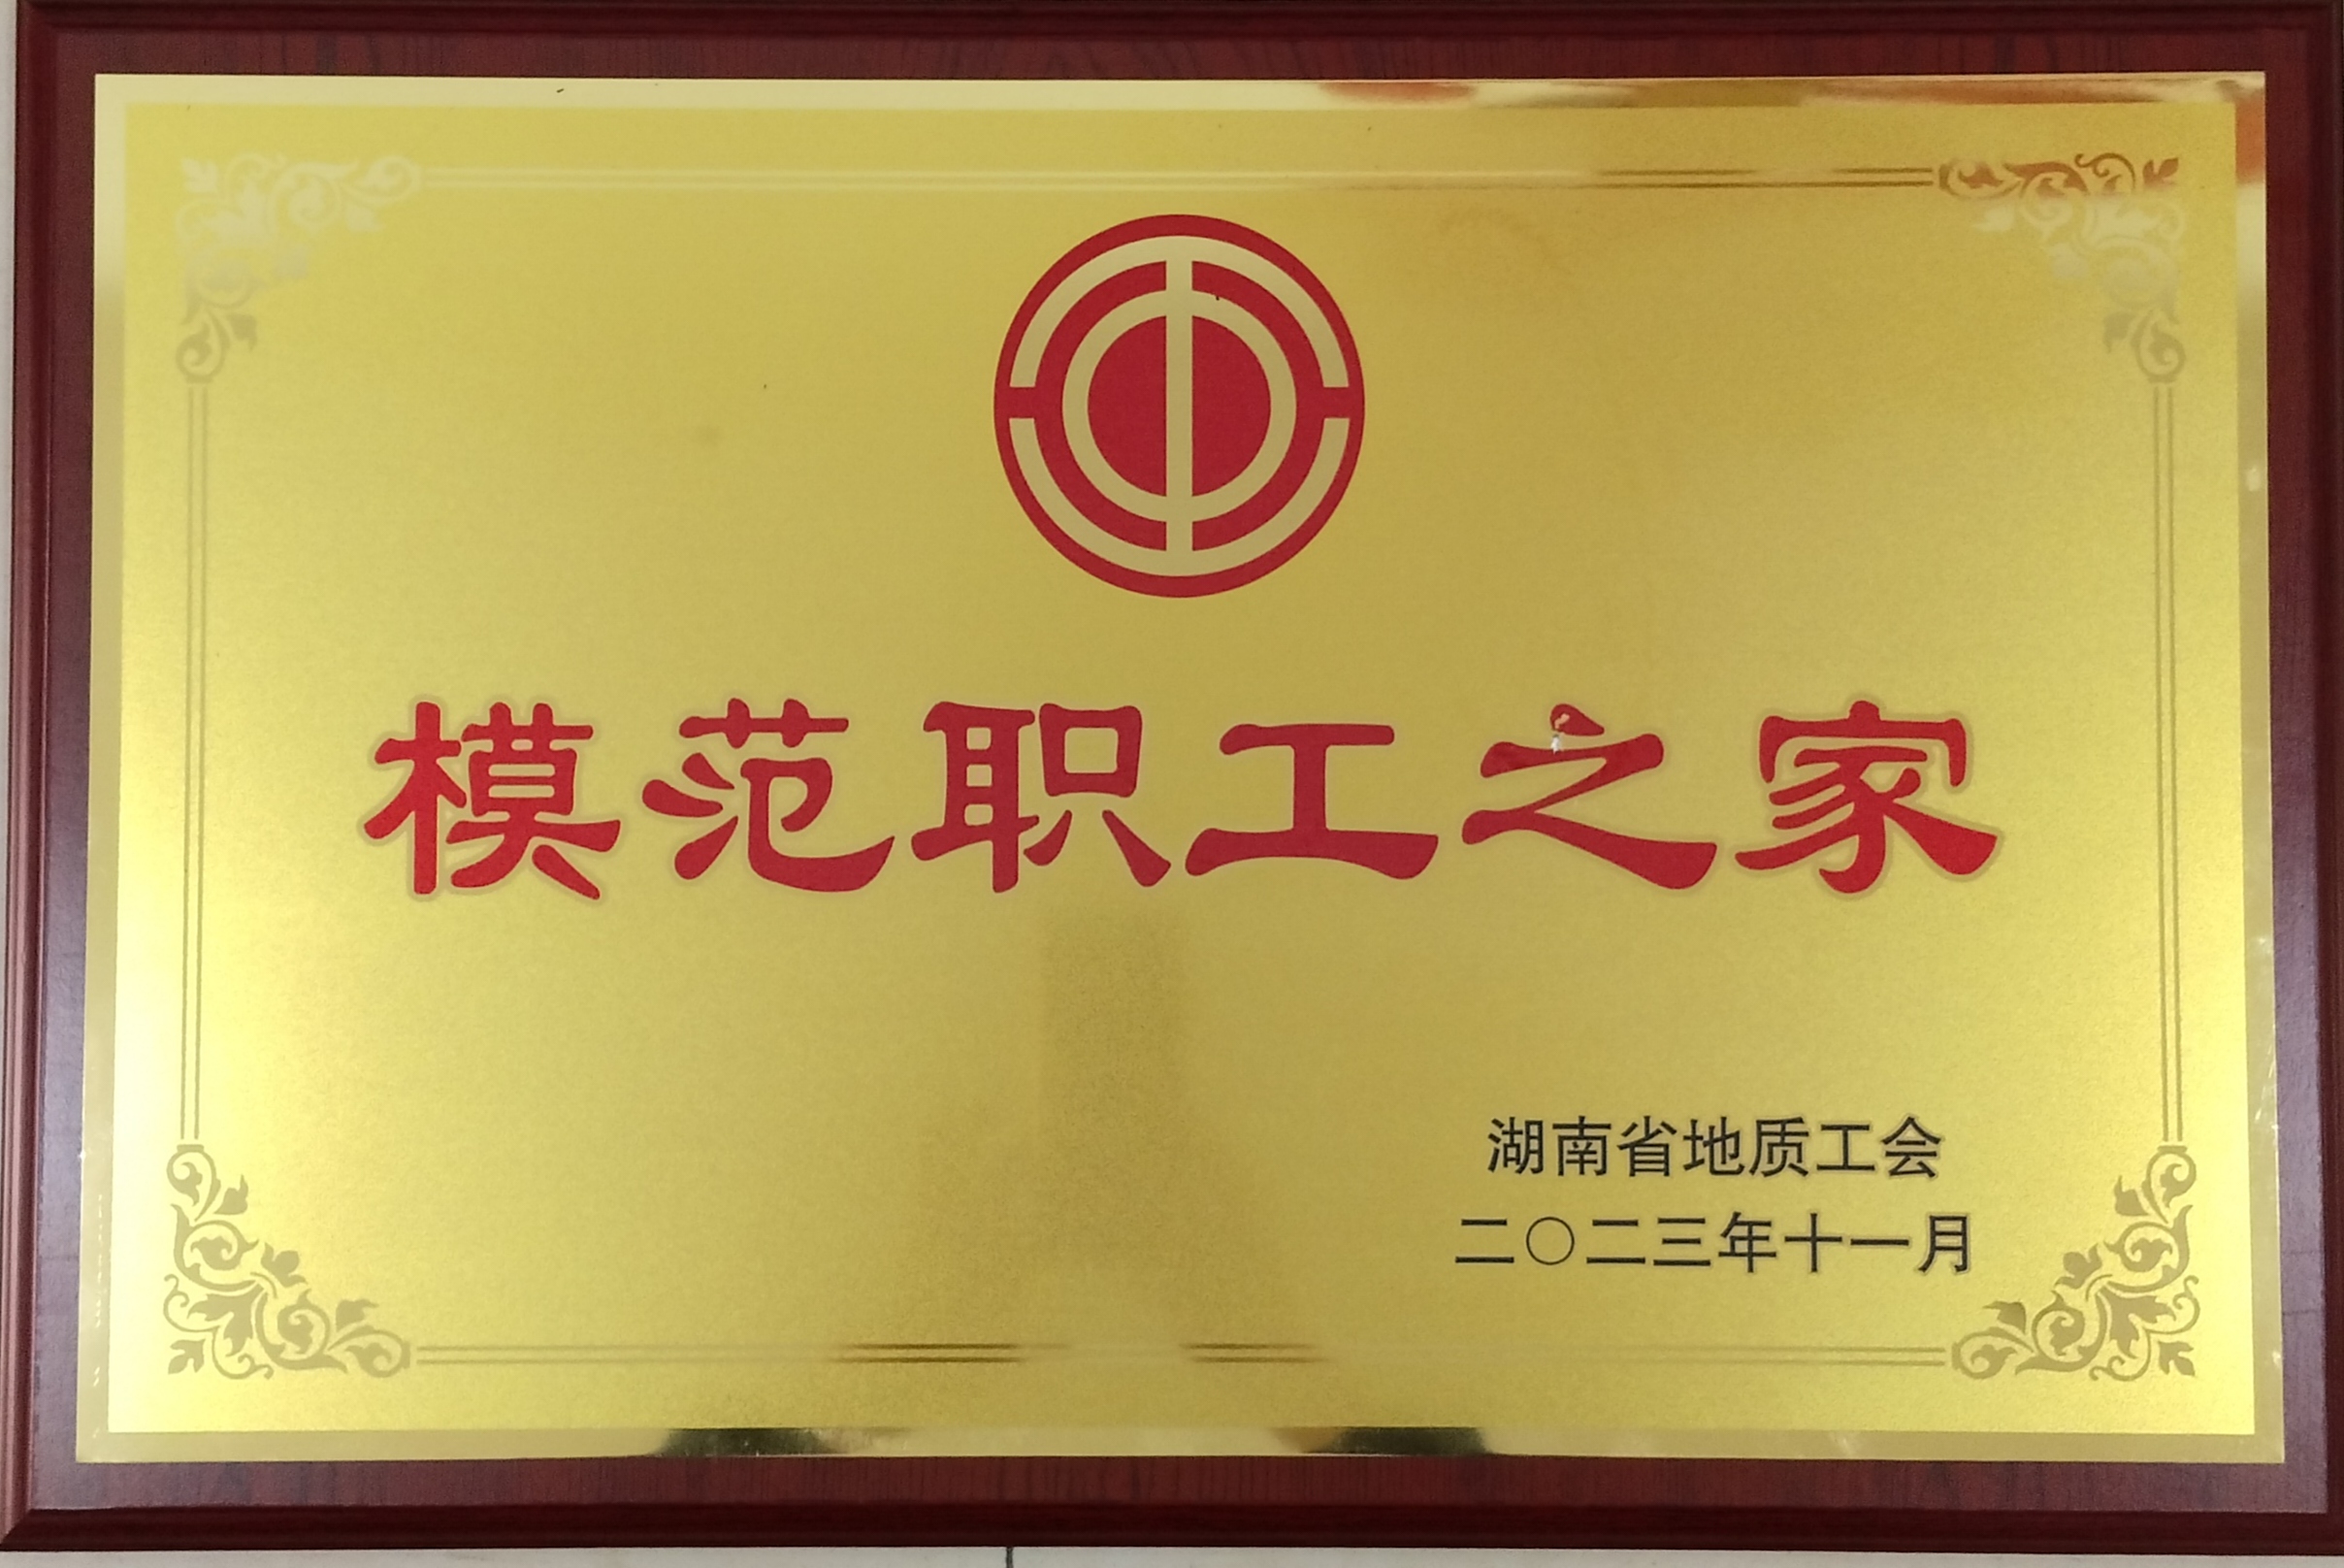 模范职工之家
湖南省地质工会
二〇二三年十一月